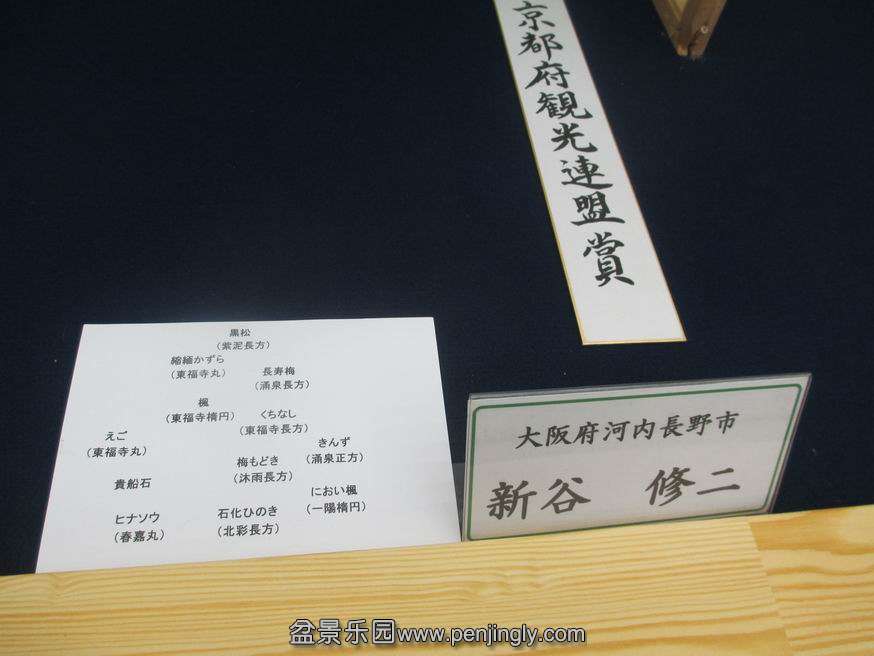 京都府観光連盟賞
黒松
（紫泥長方）
縮緬かずら
（東福寺丸）
長寿梅
（涌泉長方）
楓
（東福寺楕円）
くちなし
（東福寺長方）
えご
（東福寺丸）
きんず
（涌泉正方）
梅もどき
（沐雨長方）
貴船石
におい楓
（一陽楕円）
ヒナソウ
（春嘉丸）
石化ひのき
（北彩長方）
大阪府河内長野市
新谷　修二
盆景乐园www.penjingly.com